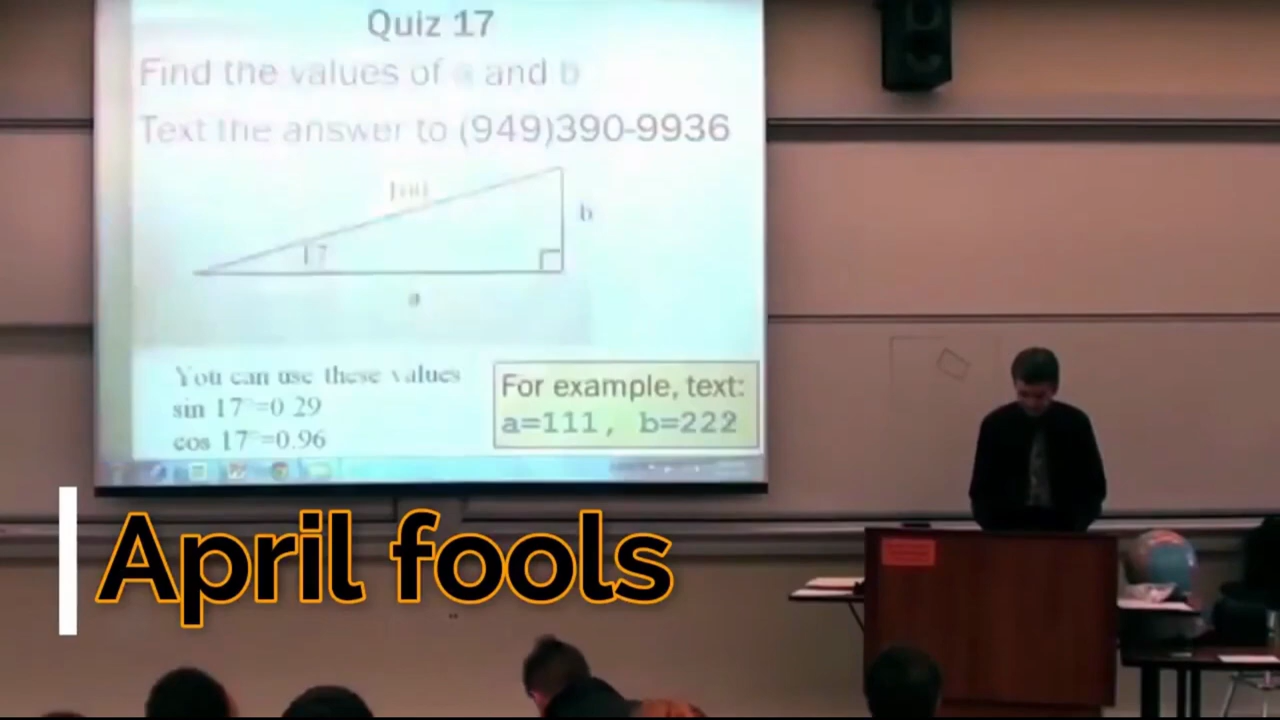 Quiz 17
Find the values of a and b
Text the answer to (949)390-9936
100
b
17
a
You can use these values
sin 17°=0.29
cos 17°=0.96
For example, text:
a=111, b=222
April fools